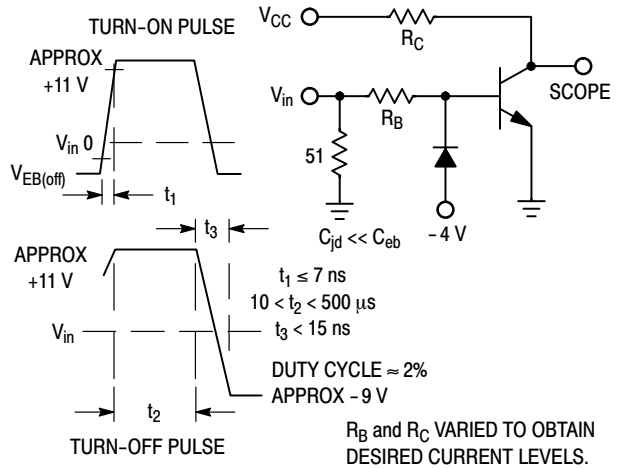 TURN-ON PULSE
APPROX
+11 V
Vin 0
VEB(off)
t1
VCC
RC
Vin
RB
51
SCOPE
Cjd << Ceb
-4 V
t3
APPROX
+11 V
Vin
t1 ≤ 7 ns
10 < t2 < 500 μs
t3 < 15 ns
DUTY CYCLE ≈ 2%
APPROX -9 V
t2
TURN-OFF PULSE
RB and RC VARIED TO OBTAIN
DESIRED CURRENT LEVELS.